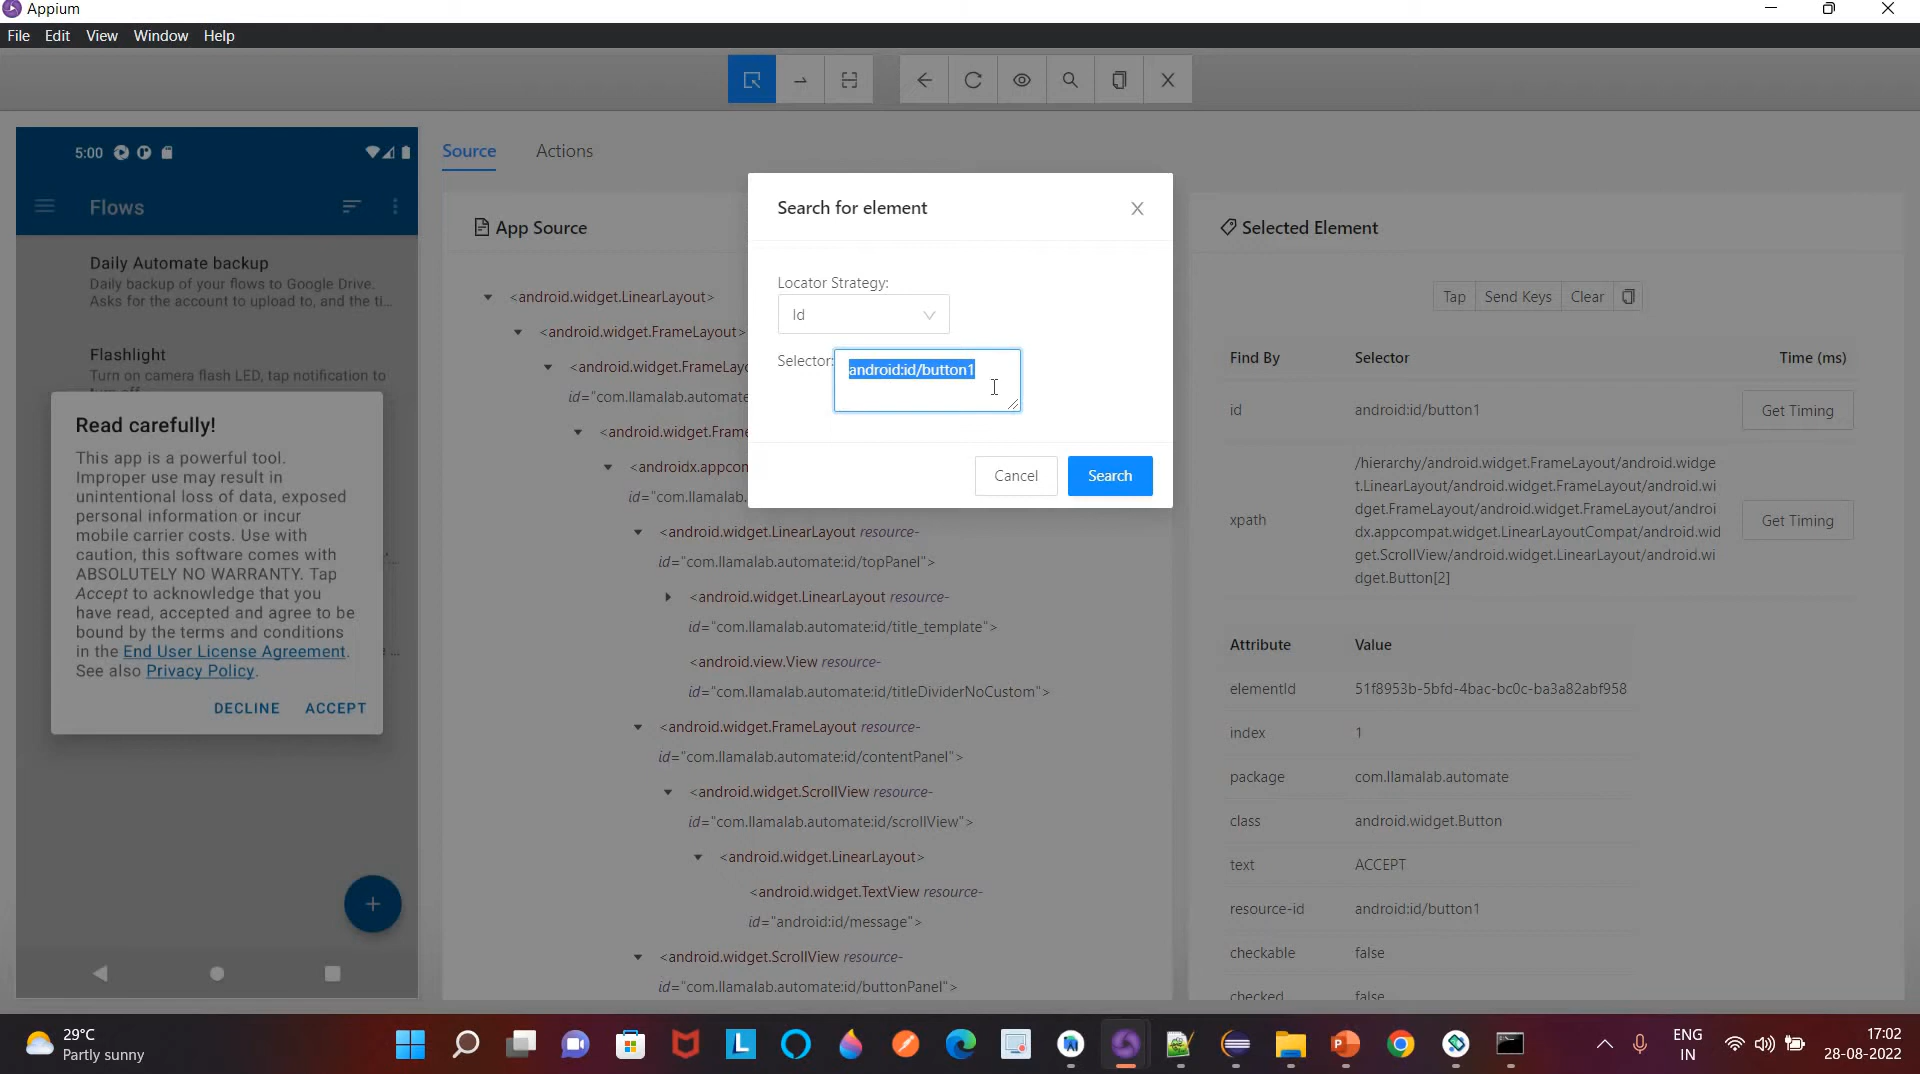 Appium
File Edit View Window Help
5:00
Flows
Daily Automate backup
Daily backup of your flows to Google Drive.
Asks for the account to upload to, and the ti...
Flashlight
Turn on camera flash LED, tap notification to
Read carefully!
This app is a powerful tool.
Improper use may result in
unintentional loss of data, exposed
personal information or incur
mobile carrier costs. Use with
caution, this software comes with
ABSOLUTELY NO WARRANTY. Tap
Accept to acknowledge that you
have read, accepted and agree to be
bound by the terms and conditions
in the End User License Agreement.
See also Privacy Policy.
DECLINE ACCEPT
Source Actions
App Source
<android.widget.LinearLayout>
<android.widget.FrameLayout>
<android.widget.FrameLayo
id="com.llamalab.automate
<android.widget.Frame
<androidx.appcom
id="com.llamalab.
<android.widget.LinearLayout resource-
id="com.llamalab.automate:id/topPanel">
<android.widget.LinearLayout resource-
id="com.llamalab.automate:id/title_template">
<android.view.View resource-
id="com.llamalab.automate:id/titleDividerNoCustom">
<android.widget.FrameLayout resource-
id="com.llamalab.automate:id/contentPanel">
<android.widget.ScrollView resource-
id="com.llamalab.automate:id/scrollView">
<android.widget.LinearLayout>
<android.widget.TextView resource-
id="android:id/message">
<android.widget.ScrollView resource-
id="com.llamalab.automate:id/buttonPanel">
Search for element
Locator Strategy:
Id
Selector:
android:id/button1
Cancel Search
Selected Element
Tap Send Keys Clear
Find By Selector Time (ms)
id android:id/button1 Get Timing
/hierarchy/android.widget.FrameLayout/android.widge
t.LinearLayout/android.widget.FrameLayout/android.wi
dget.FrameLayout/android.widget.FrameLayout/androi
xpath dx.appcompat.widget.LinearLayoutCompat/android.wid Get Timing
get.ScrollView/android.widget.LinearLayout/android.wi
dget.Button[2]
Attribute Value
elementId 51f8953b-5bfd-4bac-bc0c-ba3a82abf958
index 1
package com.llamalab.automate
class android.widget.Button
text ACCEPT
resource-id android:id/button1
checkable false
checked false
29°C
Partly sunny
ENG
IN
17:02
28-08-2022